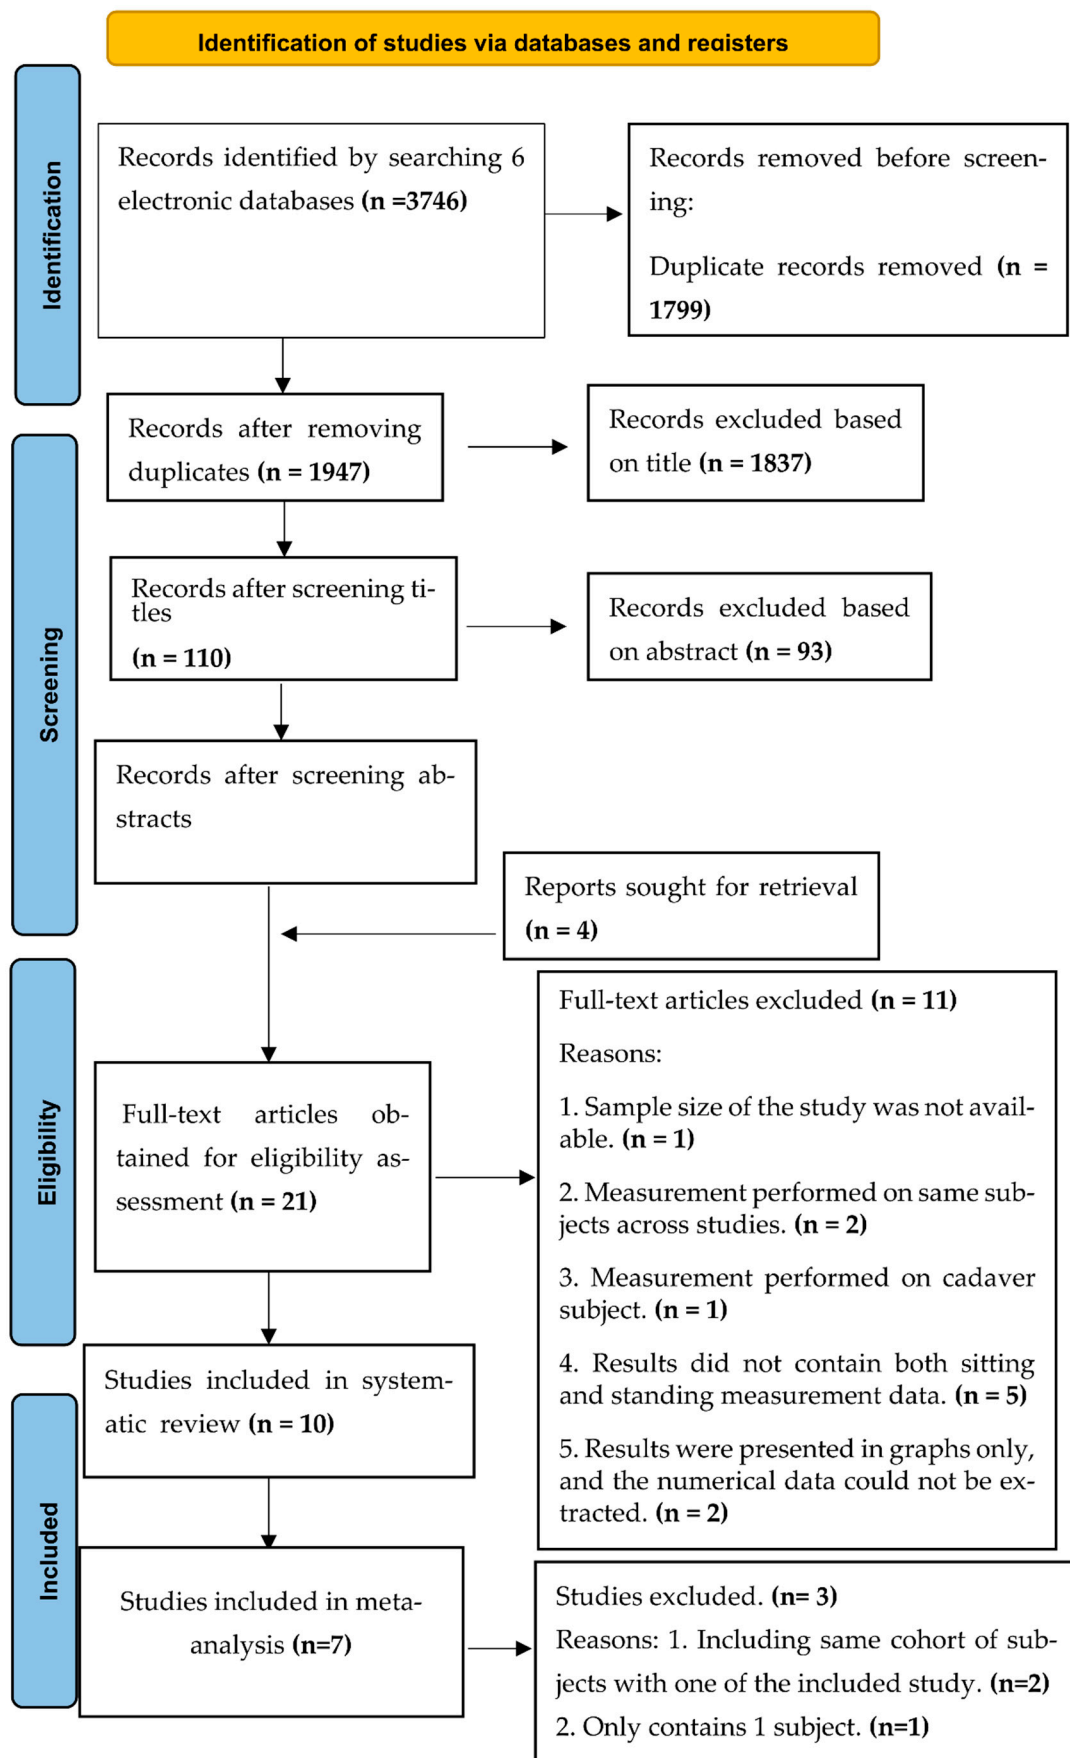 Identification of studies via databases and registers
Identification
Records identified by searching 6
electronic databases (n =3746)
Records removed before screen-
ing:
Duplicate records removed (n =
1799)
Screening
Records after removing
duplicates (n = 1947)
Records excluded based
on title (n = 1837)
Records after screening ti-
tles
(n = 110)
Records excluded based
on abstract (n = 93)
Records after screening ab-
stracts
Reports sought for retrieval
(n = 4)
Eligibility
Full-text articles ob-
tained for eligibility as-
sessment (n = 21)
Full-text articles excluded (n = 11)
Reasons:
1. Sample size of the study was not avail-
able. (n = 1)
2. Measurement performed on same sub-
jects across studies. (n = 2)
3. Measurement performed on cadaver
subject. (n = 1)
4. Results did not contain both sitting
and standing measurement data. (n = 5)
5. Results were presented in graphs only,
and the numerical data could not be ex-
tracted. (n = 2)
Included
Studies included in system-
atic review (n = 10)
Studies included in meta-
analysis (n=7)
Studies excluded. (n= 3)
Reasons: 1. Including same cohort of sub-
jects with one of the included study. (n=2)
2. Only contains 1 subject. (n=1)